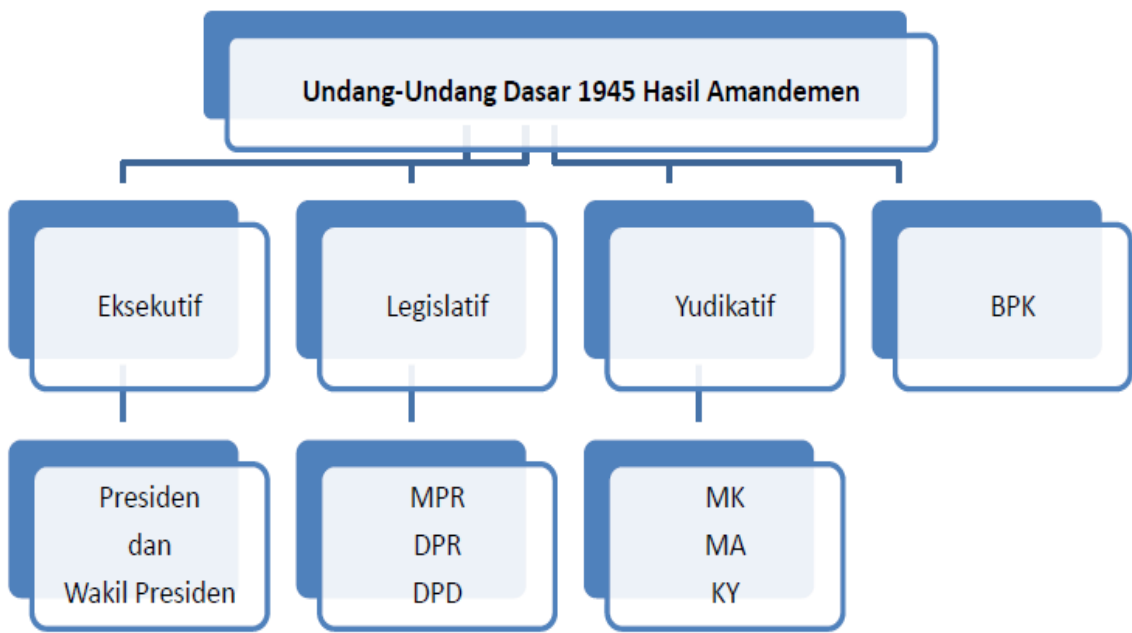 Undang-Undang Dasar 1945 Hasil Amandemen
Eksekutif
Legislatif
Yudikatif
BPK
Presiden
dan
Wakil Presiden
MPR
DPR
DPD
MK
MA
KY